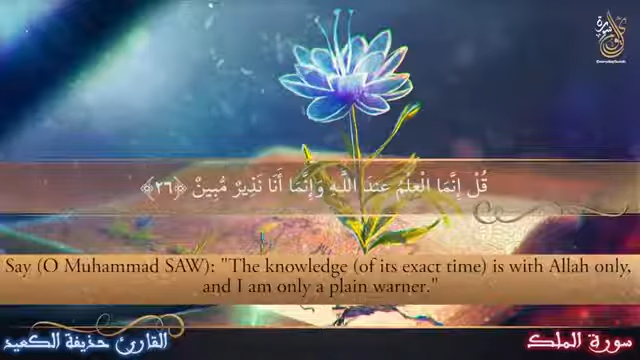 قُلْ إِنَّمَا الْعِلْمُ عِندَ اللَّهِ وَإِنَّمَا أَنَا نَذِيرٌ مُّبِينٌ ﴿٢٦﴾
Say (O Muhammad SAW): "The knowledge (of its exact time) is with Allah only,
and I am only a plain warner."
القارئ حذيفة الكعيد
سورة الملك